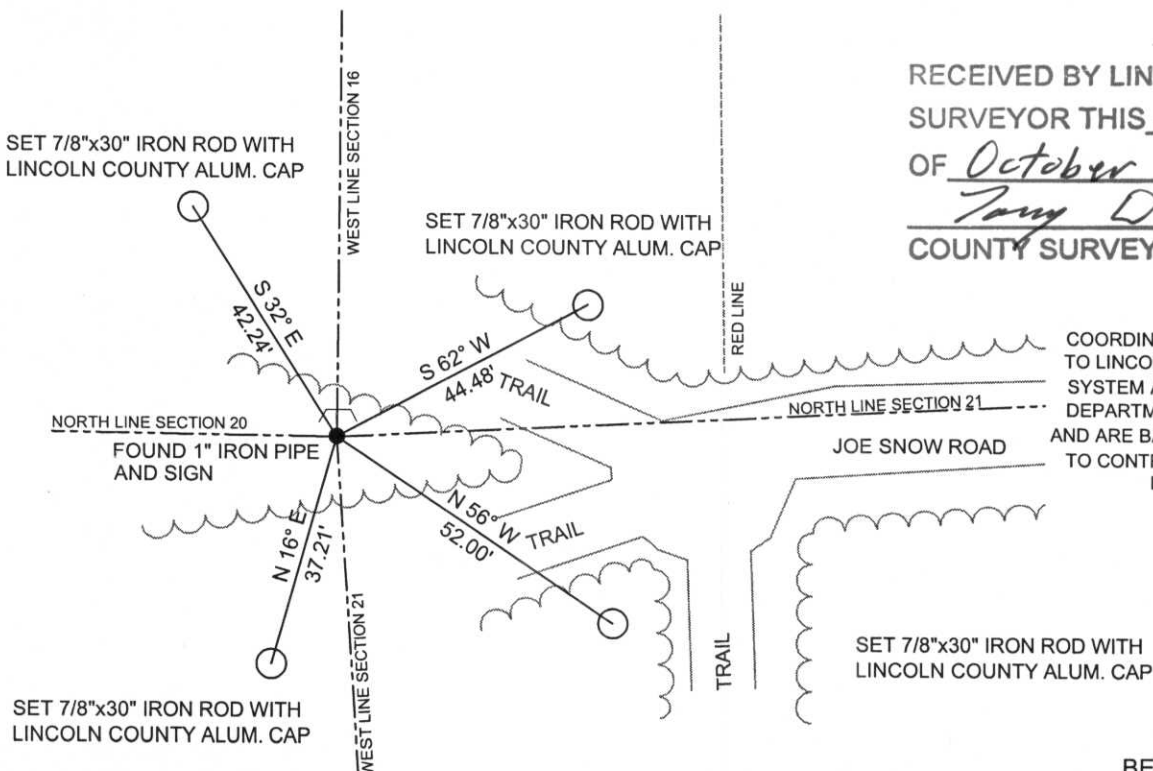 RECEIVED BY LIN
SURVEYOR THIS
OF October
COUNTY SURVEY
SET 7/8"x30" IRON ROD WITH
LINCOLN COUNTY ALUM. CAP
WEST LINE SECTION 16
SET 7/8"x30" IRON ROD WITH
LINCOLN COUNTY ALUM. CAP
S 32° E
42.24'
S 62° W
44.48'
TRAIL
RED LINE
COORDIN
TO LINCO
SYSTEM A
DEPARTM
AND ARE BA
TO CONTR
NORTH LINE SECTION 20
NORTH LINE SECTION 21
FOUND 1" IRON PIPE
AND SIGN
JOE SNOW ROAD
N 16° E
37.21'
N 56° W
52.00'
TRAIL
WEST LINE SECTION 21
TRAIL
SET 7/8"x30" IRON ROD WITH
LINCOLN COUNTY ALUM. CAP
SET 7/8"x30" IRON ROD WITH
LINCOLN COUNTY ALUM. CAP
BE